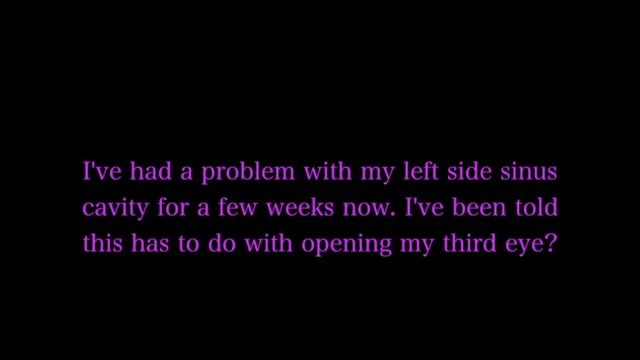 I've had a problem with my left side sinus
cavity for a few weeks now. I've been told
this has to do with opening my third eye?